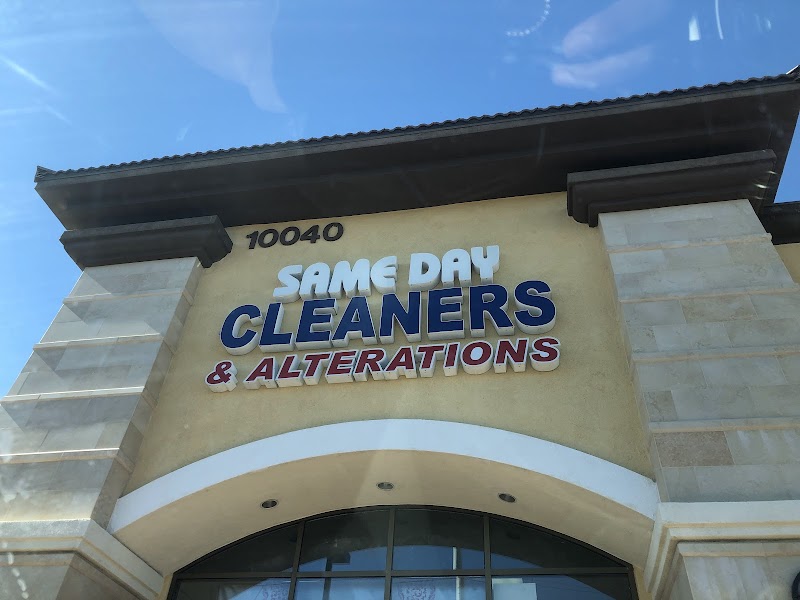 10040
SAME DAY
CLEANERS
& ALTERATIONS